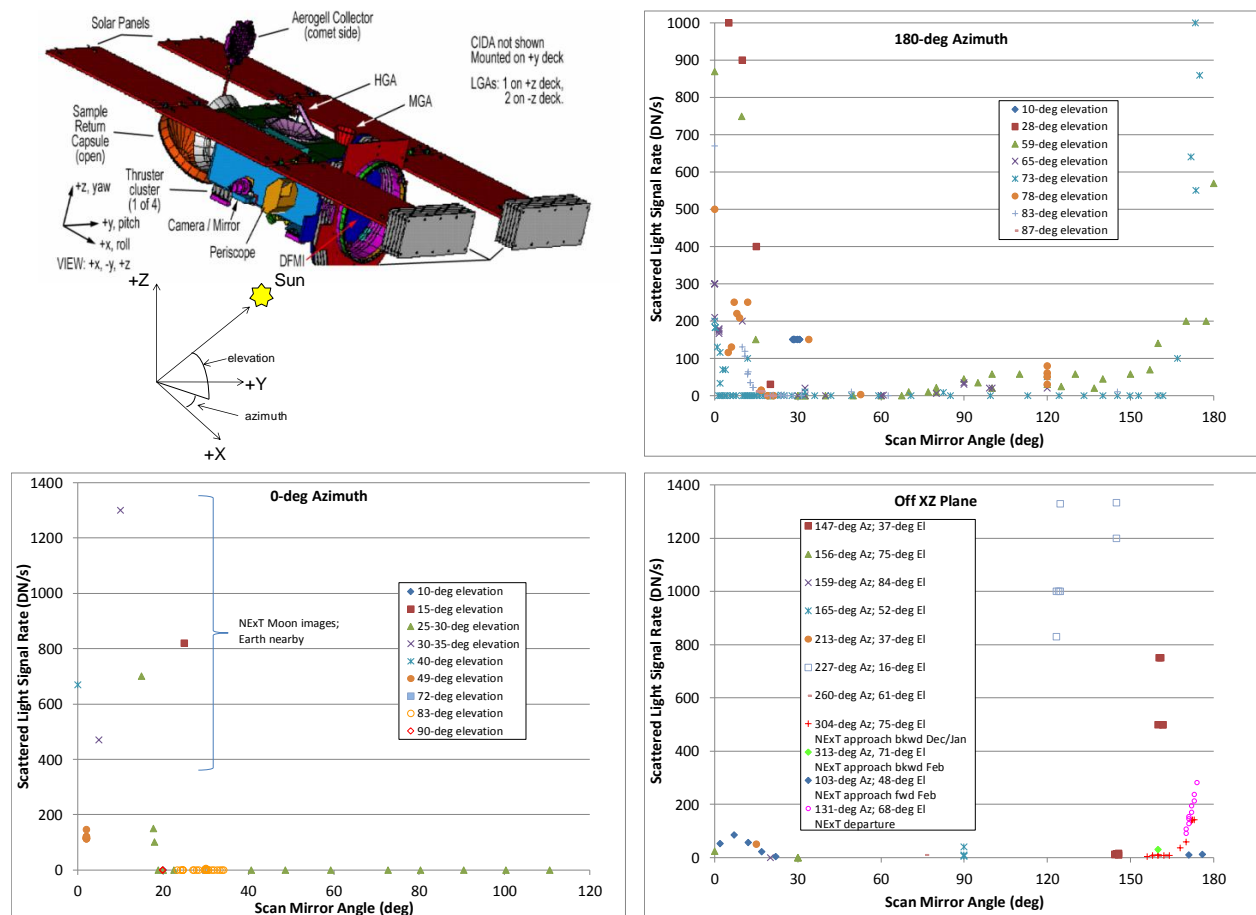 Solar Panels
Aerogell Collector
(comet side)
CIDA not shown
Mounted on +y deck
LGAs: 1 on +z deck,
2 on -z deck.
HGA
MGA
Sample
Return
Capsule
(open)
Thruster
cluster
(1 of 4)
+z, yaw
+y, pitch
+x, roll
Camera / Mirror
Periscope
DFMI
VIEW: +x, -y, +z
+Z
Sun
elevation
+Y
azimuth
+X
180-deg Azimuth
Scattered Light Signal Rate (DN/s)
1000
900
800
700
600
500
400
300
200
100
0
10-deg elevation
28-deg elevation
59-deg elevation
65-deg elevation
73-deg elevation
78-deg elevation
83-deg elevation
87-deg elevation
0 30 60 90 120 150 180
Scan Mirror Angle (deg)
0-deg Azimuth
Scattered Light Signal Rate (DN/s)
1400
1200
1000
800
600
400
200
0
NExT Moon images;
Earth nearby
10-deg elevation
15-deg elevation
25-30-deg elevation
30-35-deg elevation
40-deg elevation
49-deg elevation
72-deg elevation
83-deg elevation
90-deg elevation
0 20 40 60 80 100 120
Scan Mirror Angle (deg)
Off XZ Plane
Scattered Light Signal Rate (DN/s)
1400
1200
1000
800
600
400
200
0
147-deg Az; 37-deg El
156-deg Az; 75-deg El
159-deg Az; 84-deg El
165-deg Az; 52-deg El
213-deg Az; 37-deg El
227-deg Az; 16-deg El
260-deg Az; 61-deg El
304-deg Az; 75-deg El
NExT approach bkwd Dec/Jan
313-deg Az, 71-deg El
NExT approach bkwd Feb
103-deg Az; 48-deg El
NExT approach fwd Feb
131-deg Az; 68-deg El
NExT departure
0 30 60 90 120 150 180
Scan Mirror Angle (deg)